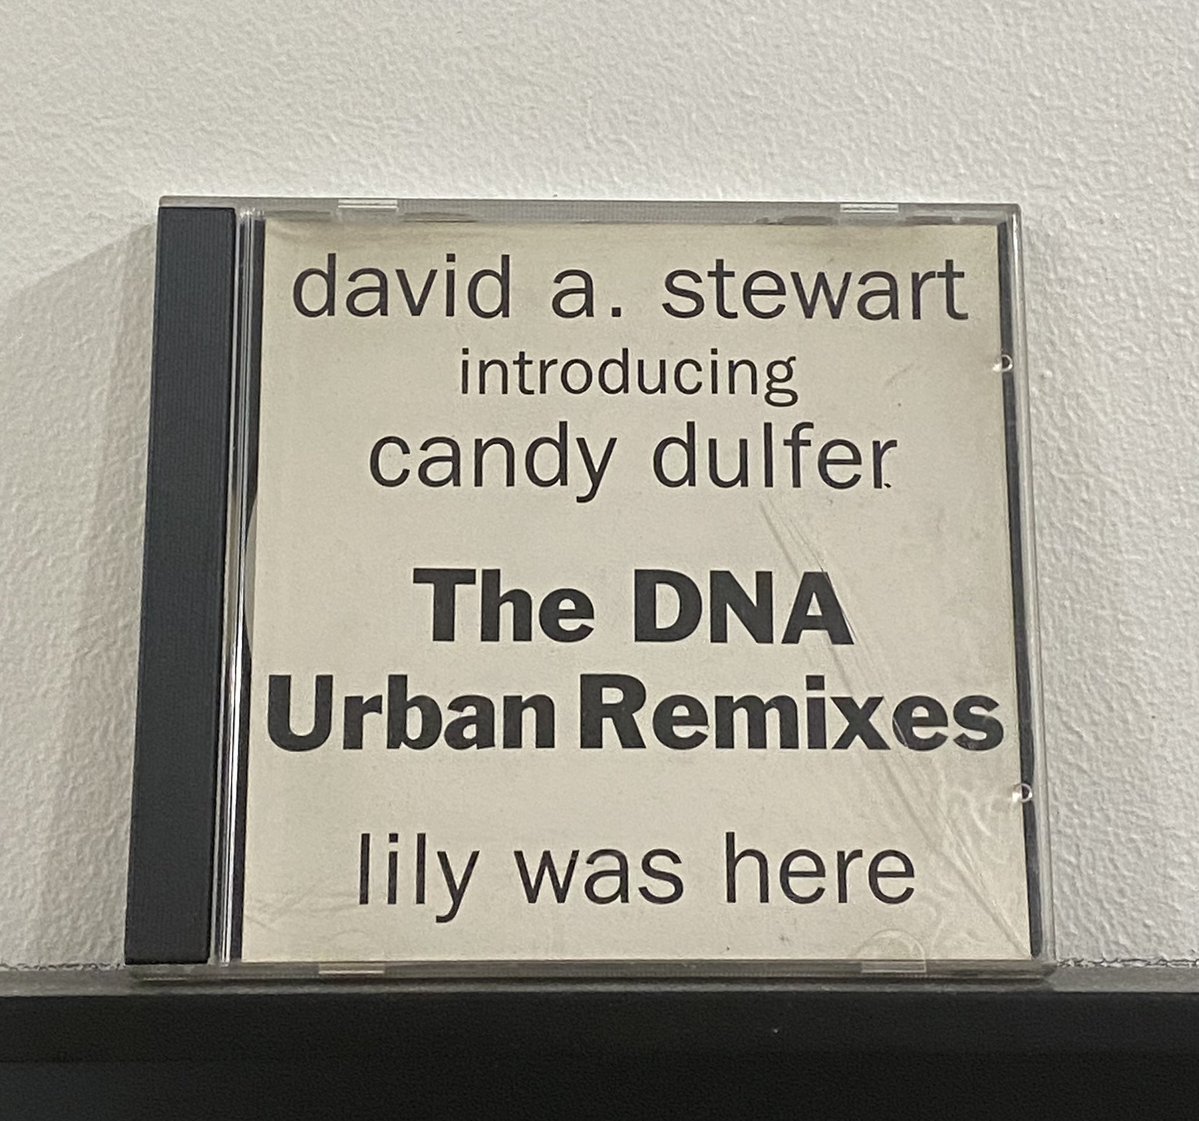 david a. stewart
introducing
candy dulfer
The DNA
Urban Remixes
lily was here